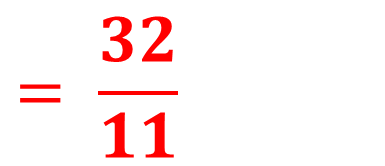 = 32/11